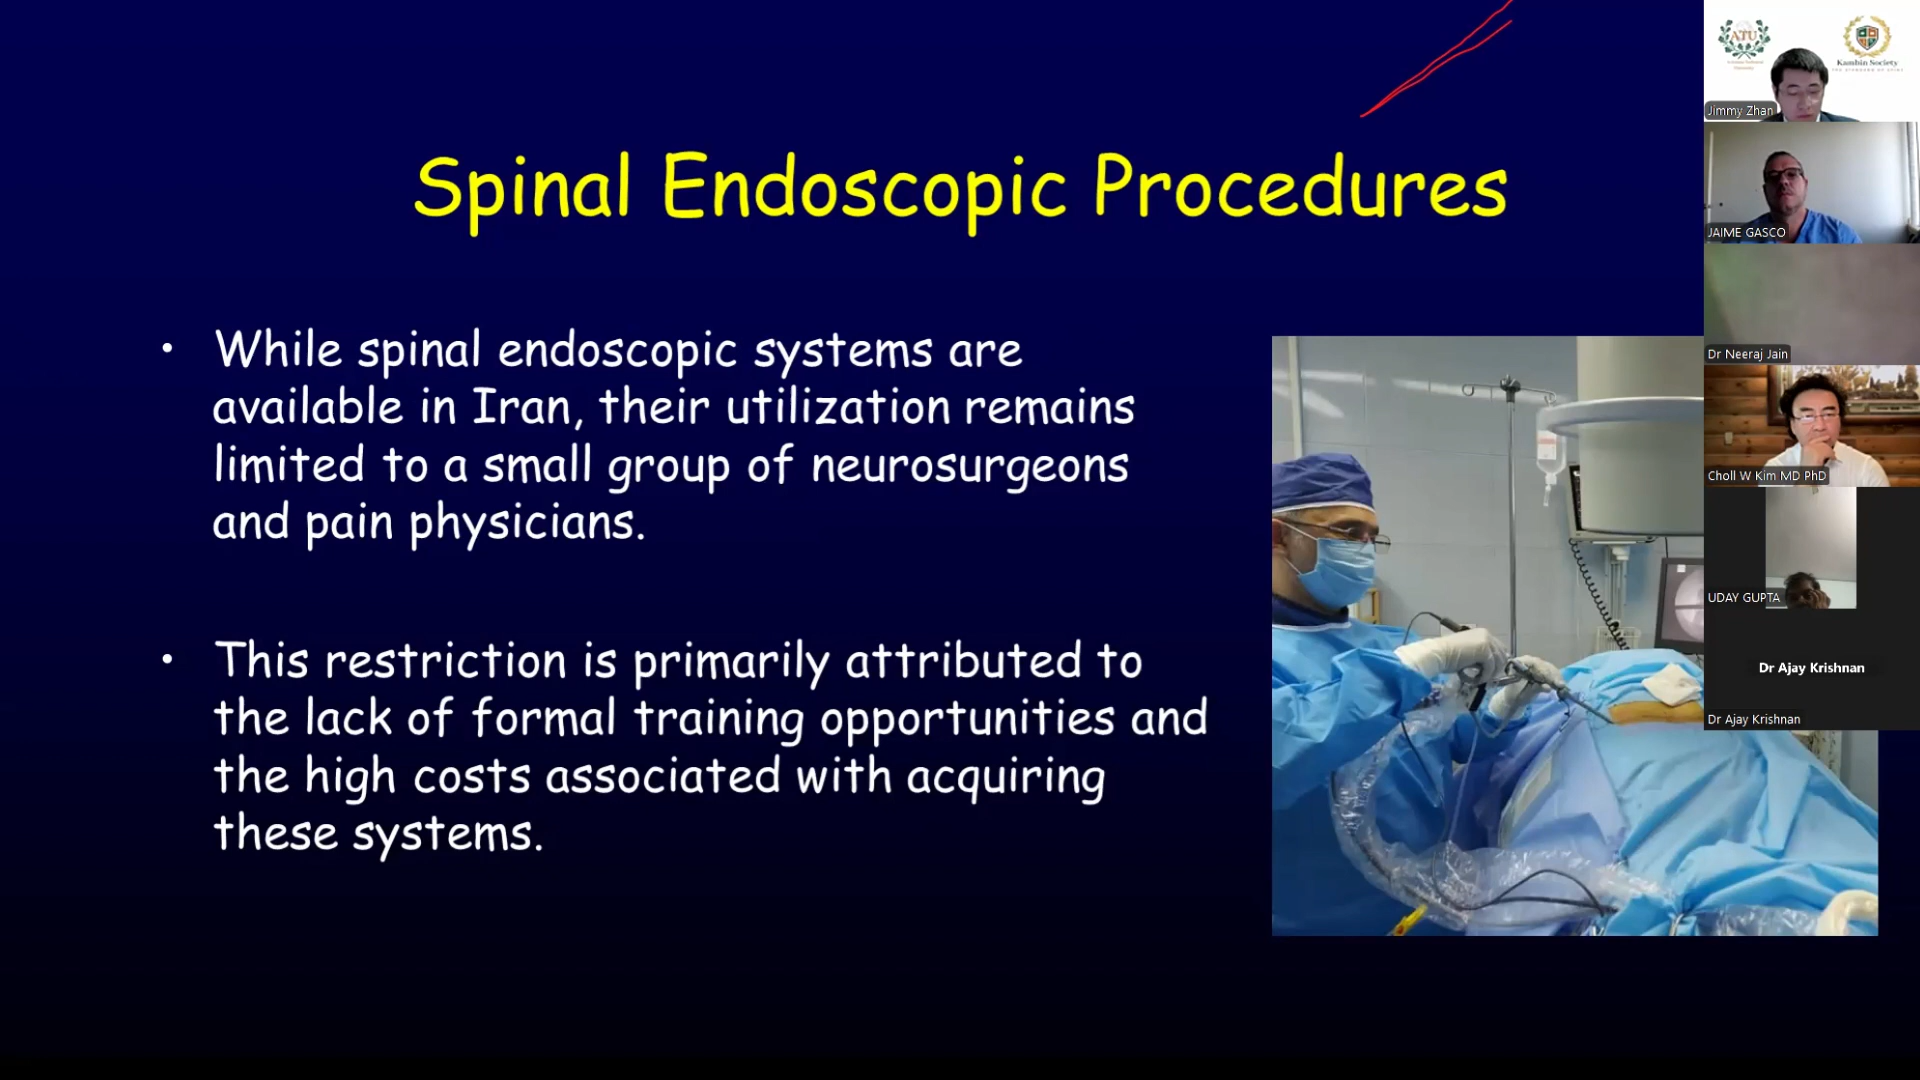 Spinal Endoscopic Procedures
• While spinal endoscopic systems are
available in Iran, their utilization remains
limited to a small group of neurosurgeons
and pain physicians.
• This restriction is primarily attributed to
the lack of formal training opportunities and
the high costs associated with acquiring
these systems.
ATU
Kambin Society
Jimmy Zhan
JAIME GASCO
Dr Neeraj Jain
Choll W Kim MD PhD
UDAY GUPTA
Dr Ajay Krishnan
Dr Ajay Krishnan